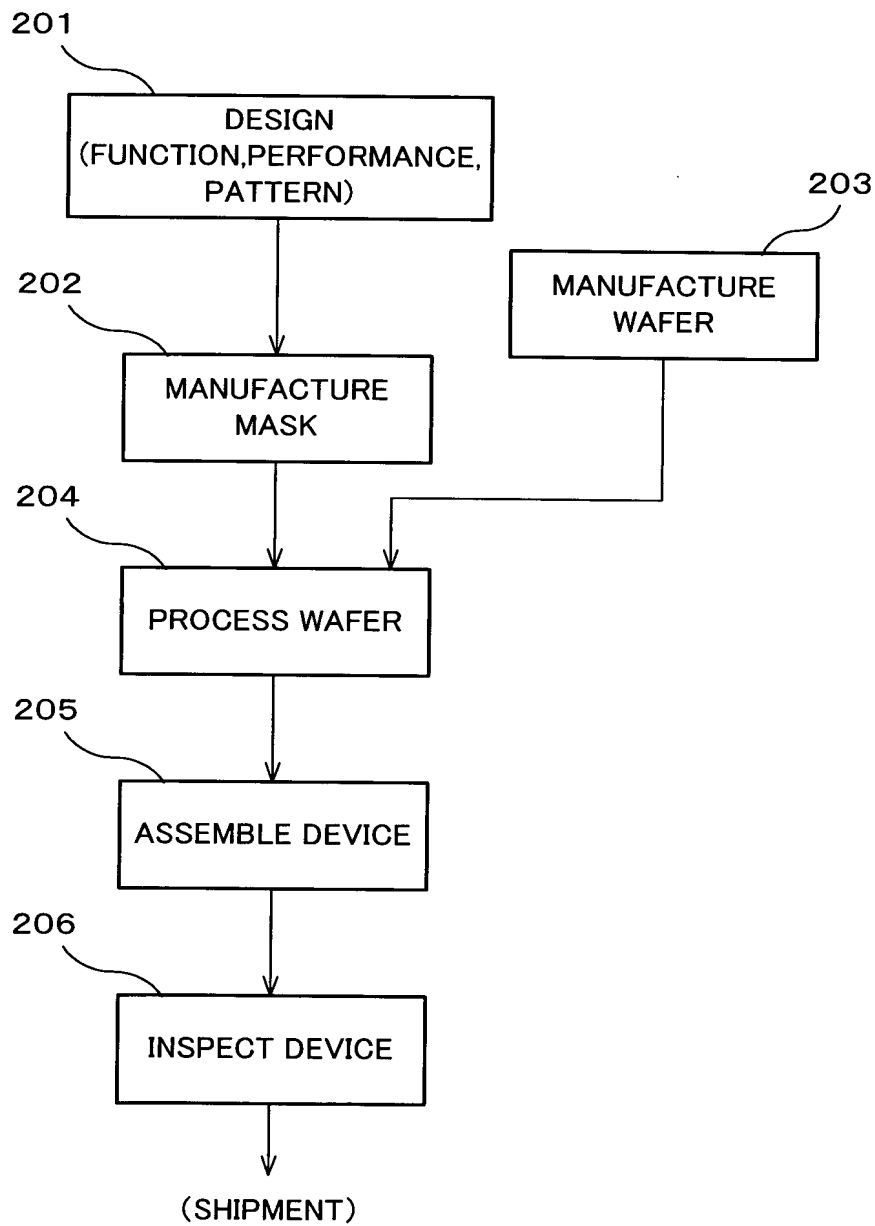 201
DESIGN
(FUNCTION,PERFORMANCE,
PATTERN)
203
MANUFACTURE
WAFER
202
MANUFACTURE
MASK
204
PROCESS WAFER
205
ASSEMBLE DEVICE
206
INSPECT DEVICE
(SHIPMENT)